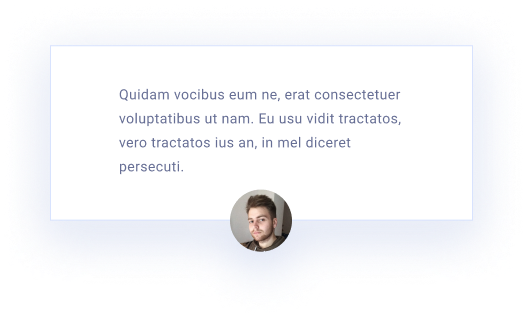 Quidam vocibus eum ne, erat consectetuer
voluptatibus ut nam. Eu usu vidit tractatos,
vero tractatos ius an, in mel diceret
persecuti.